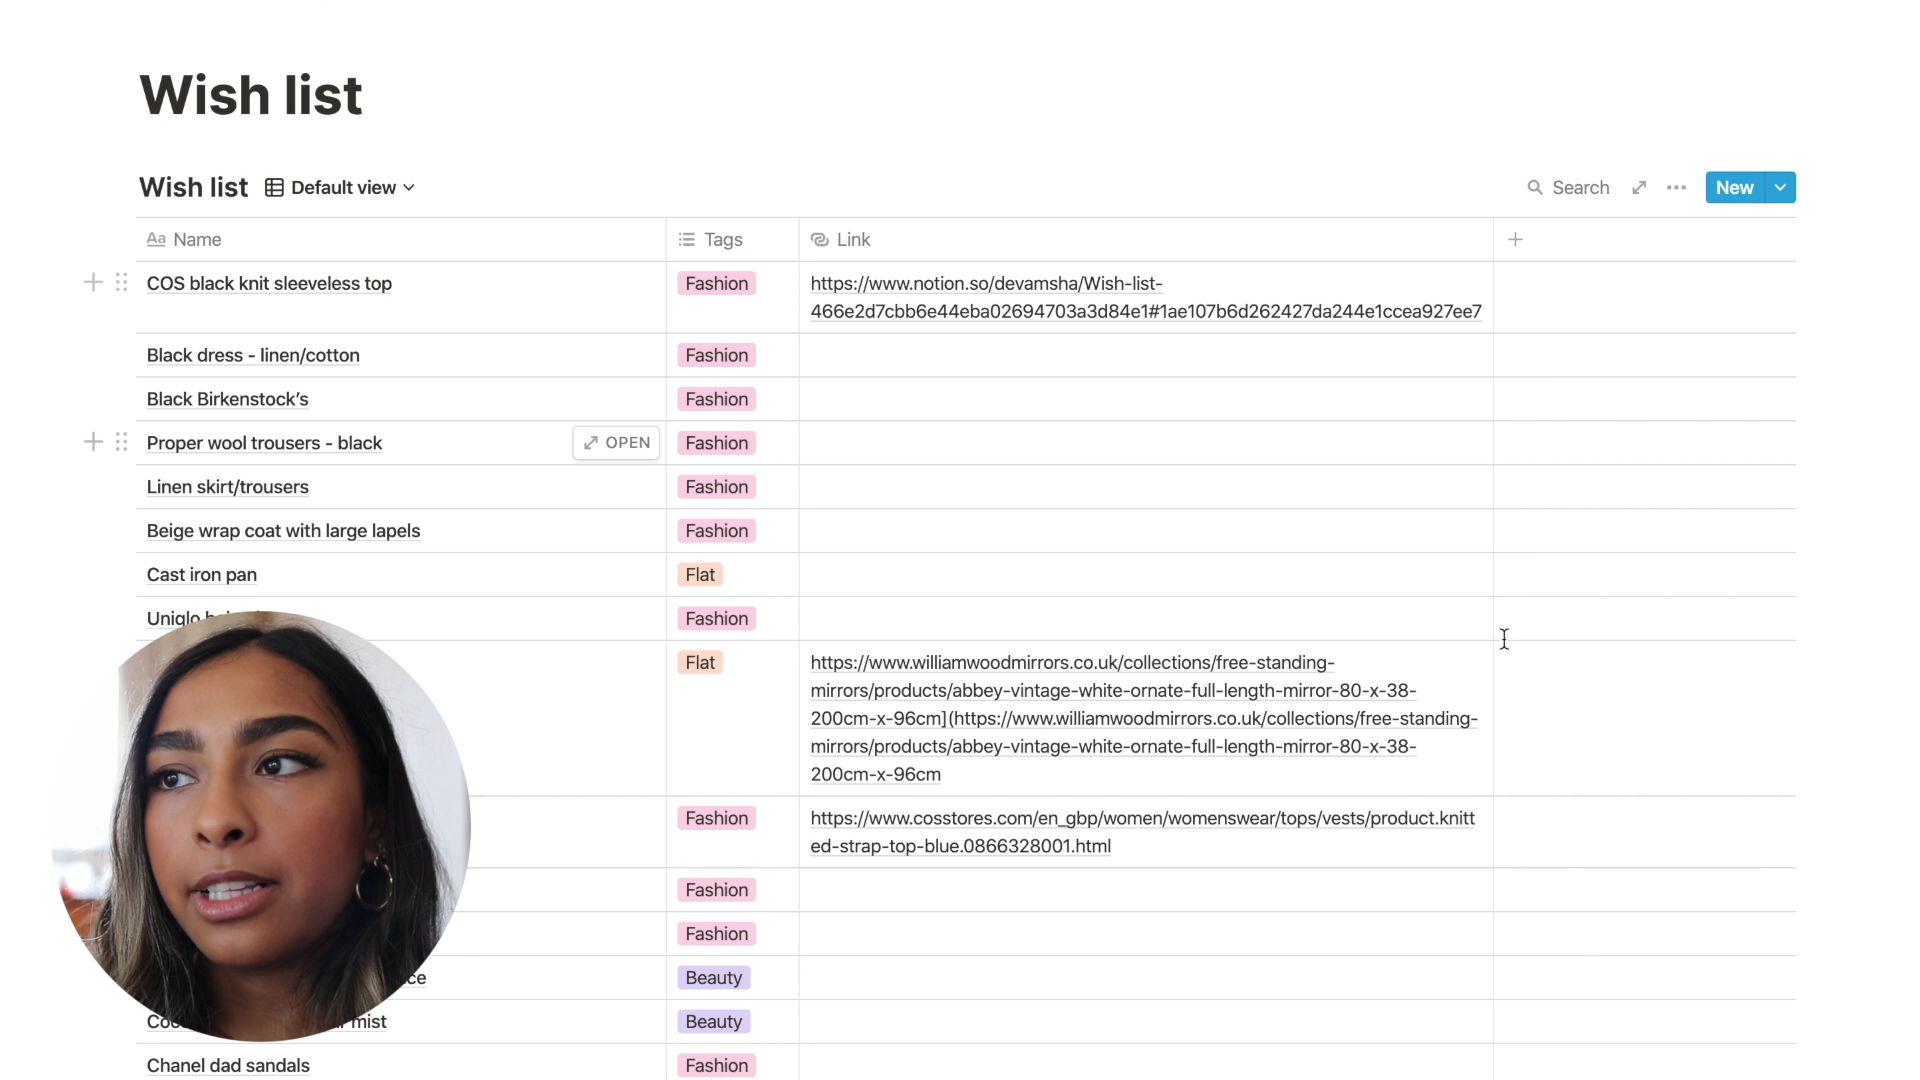 Wish list
Wish list Default view Search New
Aa Name Tags Link
COS black knit sleeveless top Fashion https://www.notion.so/devamsha/Wish-list-
466e2d7cbb6e44eba02694703a3d84e1#1ae107b6d262427da244e1ccea927ee7
Black dress - linen/cotton Fashion
Black Birkenstock’s Fashion
Proper wool trousers - black OPEN Fashion
Linen skirt/trousers Fashion
Beige wrap coat with large lapels Fashion
Cast iron pan Flat
Uniqlo Fashion
Flat https://www.williamwoodmirrors.co.uk/collections/free-standing-
mirrors/products/abbey-vintage-white-ornate-full-length-mirror-80-x-38-
200cm-x-96cm](https://www.williamwoodmirrors.co.uk/collections/free-standing-
mirrors/products/abbey-vintage-white-ornate-full-length-mirror-80-x-38-
200cm-x-96cm
Fashion https://www.cosstores.com/en_gbp/women/womenswear/tops/vests/product.knitt
ed-strap-top-blue.0866328001.html
Fashion
Fashion
Beauty
mist Beauty
Chanel dad sandals Fashion